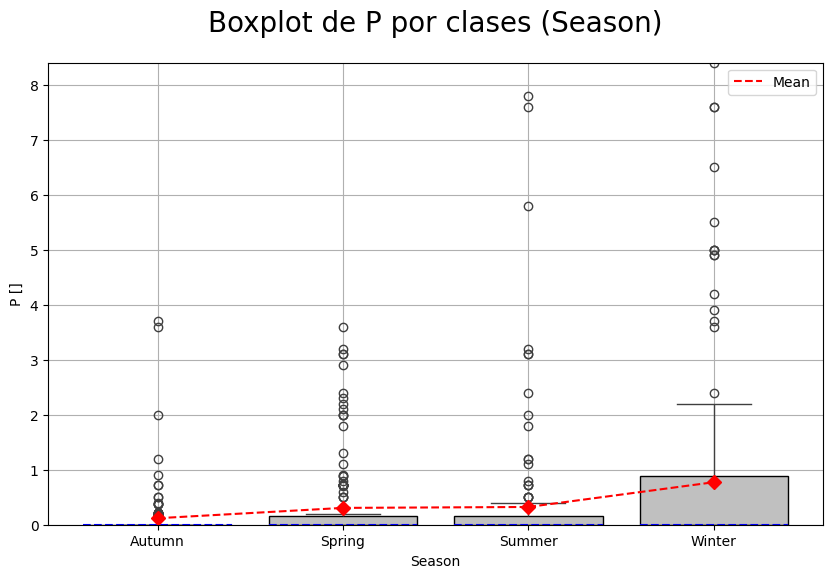 Boxplot de P por clases (Season)
Mean
8
7
6
5
4
3
2
1
0
P []
Autumn
Spring
Summer
Winter
Season